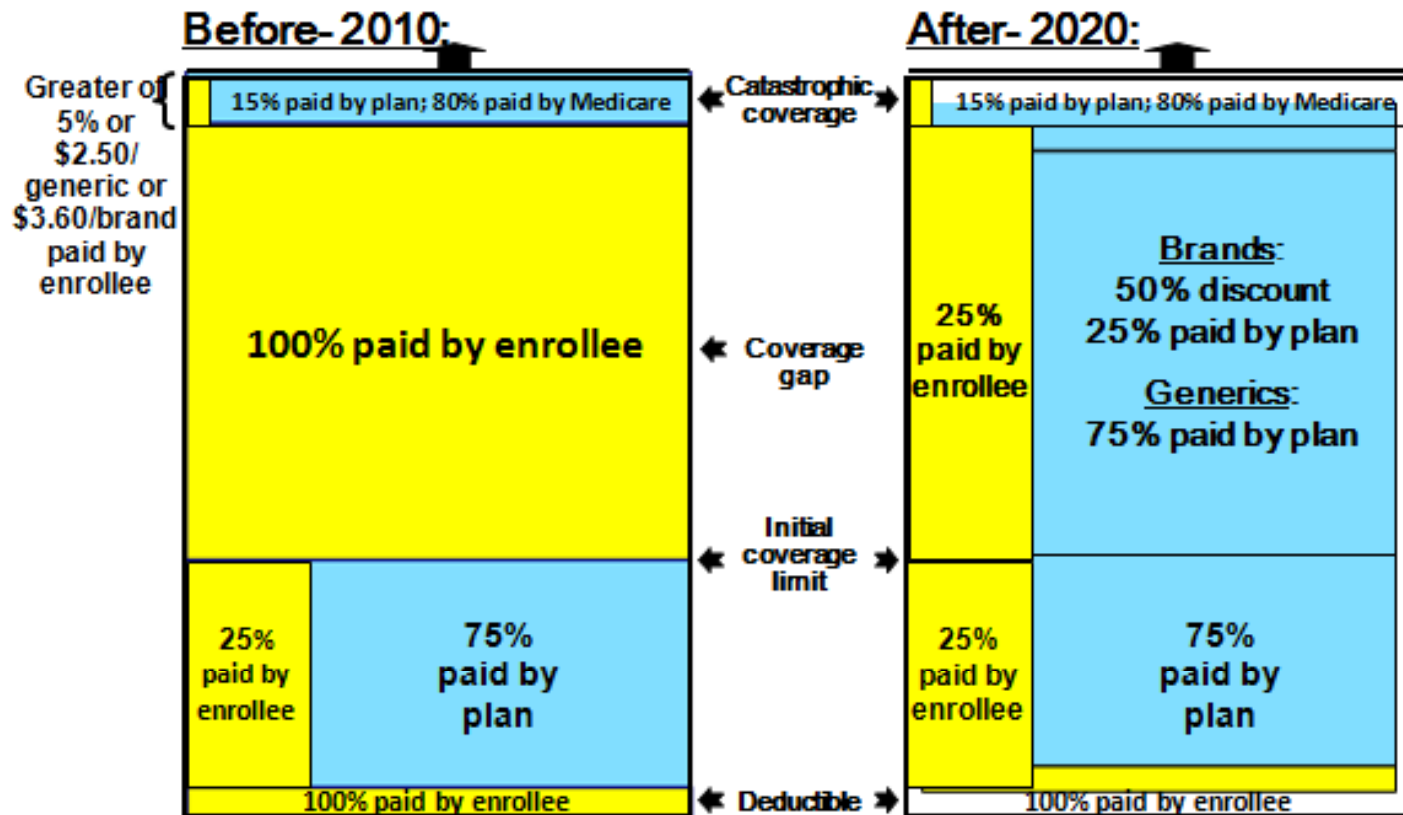 Before- 2010:
Greater of
5% or
$2.50/
generic or
$3.60/brand
paid by
enrollee
15% paid by plan; 80% paid by Medicare
100% paid by enrollee
25%
paid by
enrollee
75%
paid by
plan
100% paid by enrollee
Catastrophic
coverage
Coverage
gap
Initial
coverage
limit
Deductible
After- 2020:
15% paid by plan; 80% paid by Medicare
25%
paid by
enrollee
Brands:
50% discount
25% paid by plan
Generics:
75% paid by plan
25%
paid by
enrollee
75%
paid by
plan
100% paid by enrollee